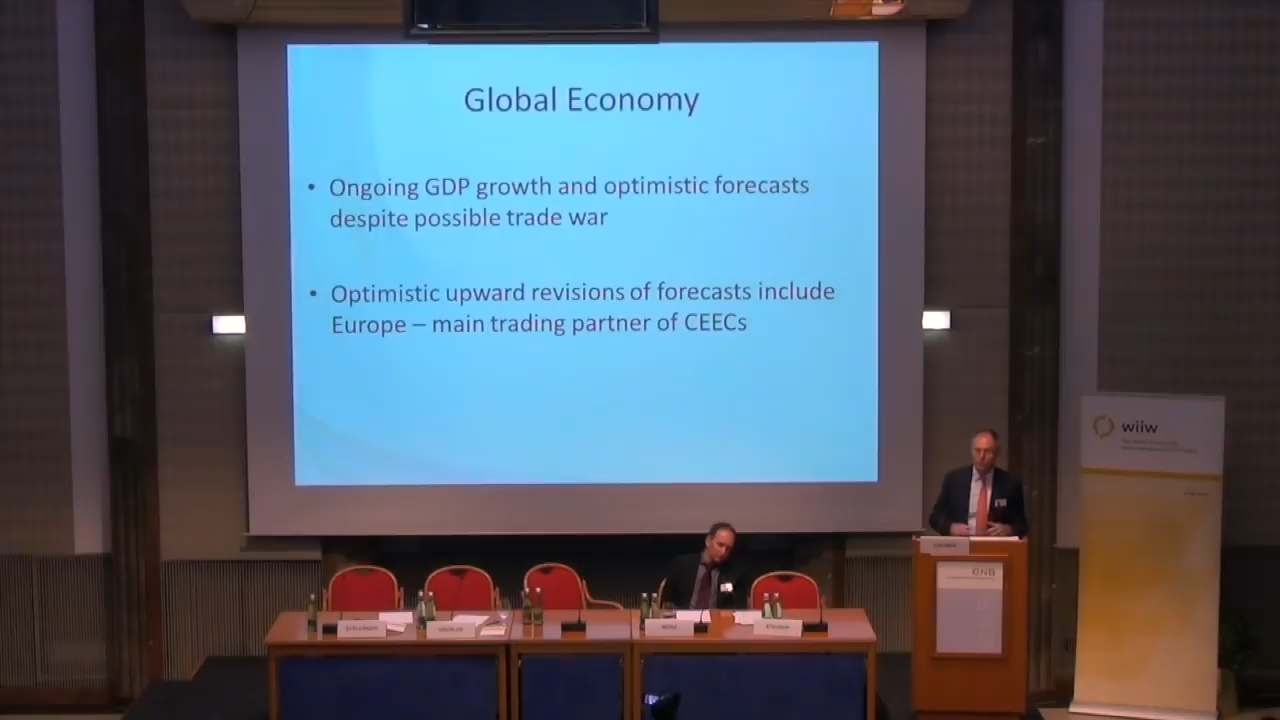 Global Economy
• Ongoing GDP growth and optimistic forecasts
despite possible trade war
• Optimistic upward revisions of forecasts include
Europe – main trading partner of CEECs
wiiw